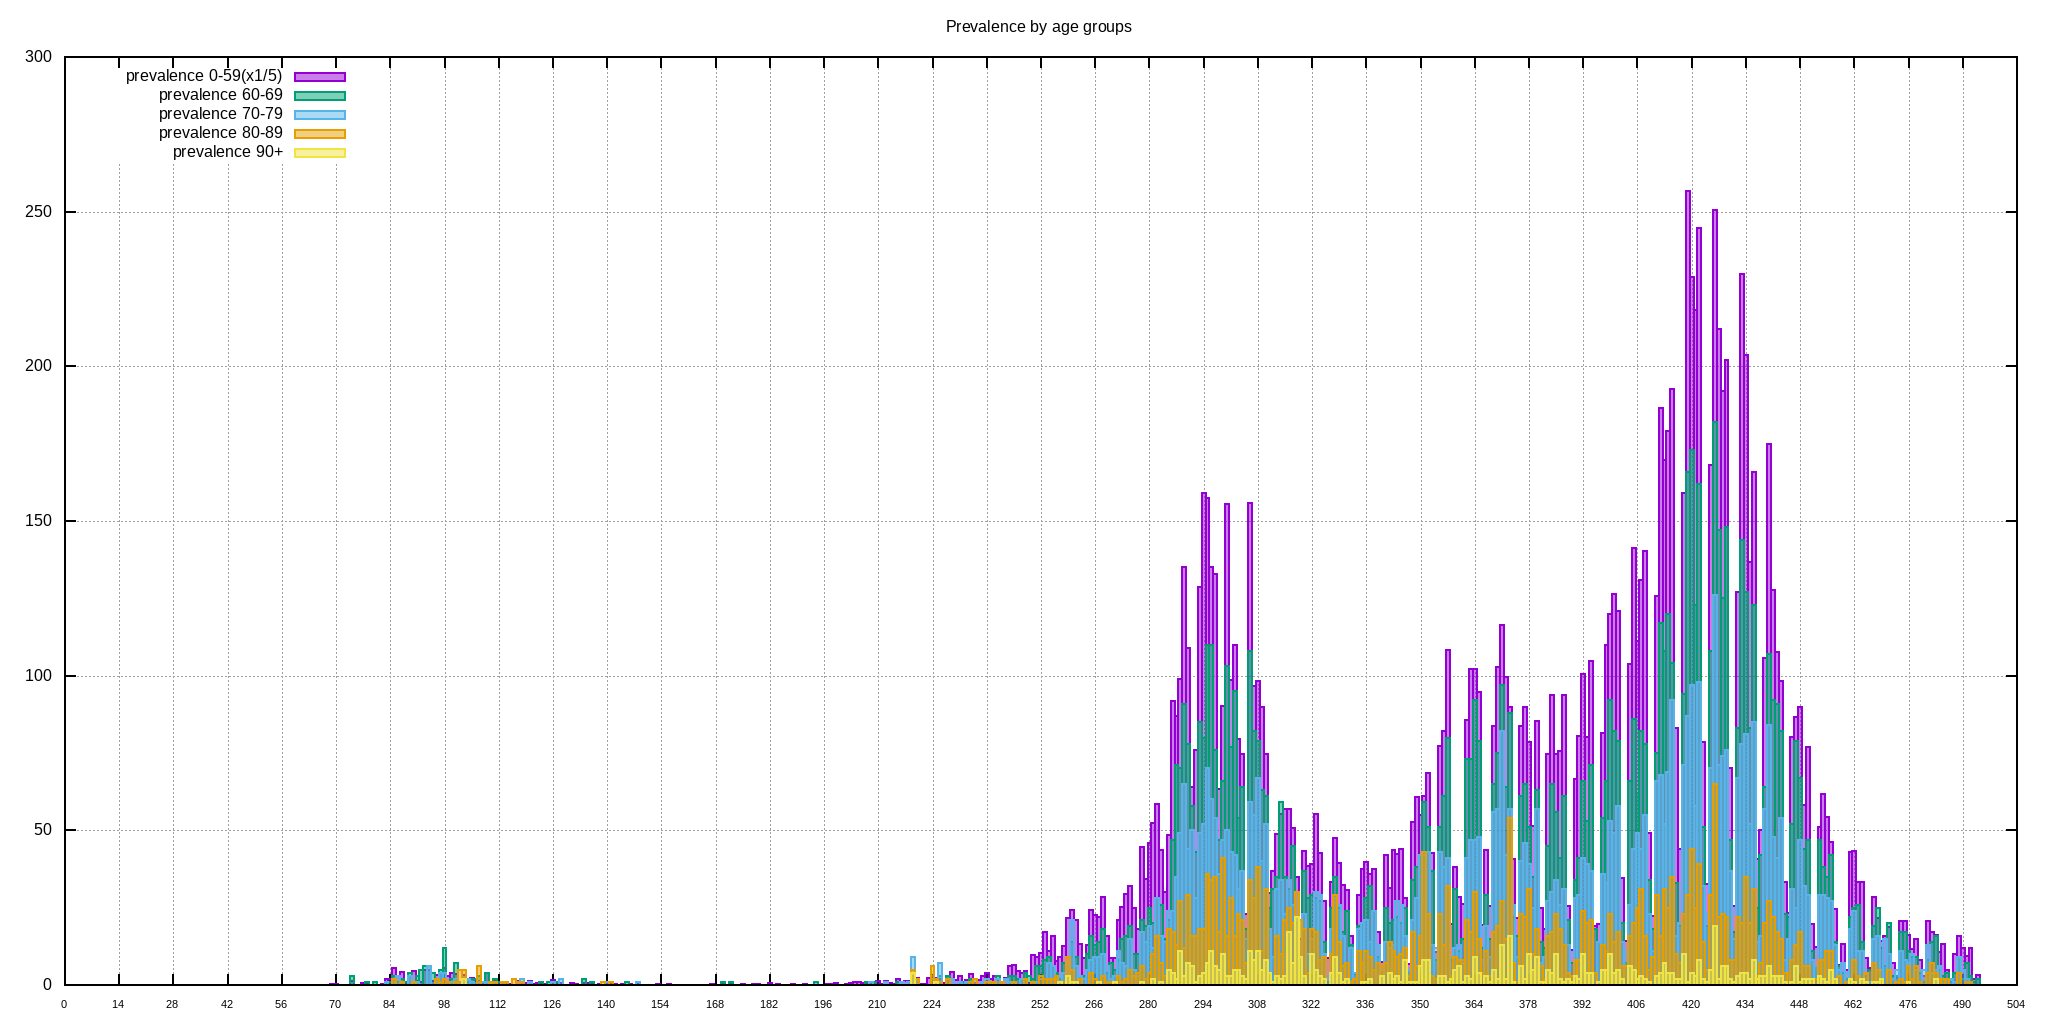 Prevalence by age groups
300
prevalence 0-59(x1/5)
prevalence 60-69
prevalence 70-79
prevalence 80-89
prevalence 90+
250
200
150
100
50
0
0 14 28 42 56 70 84 98 112 126 140 154 168 182 196 210 224 238 252 266 280 294 308 322 336 350 364 378 392 406 420 434 448 462 476 490 504